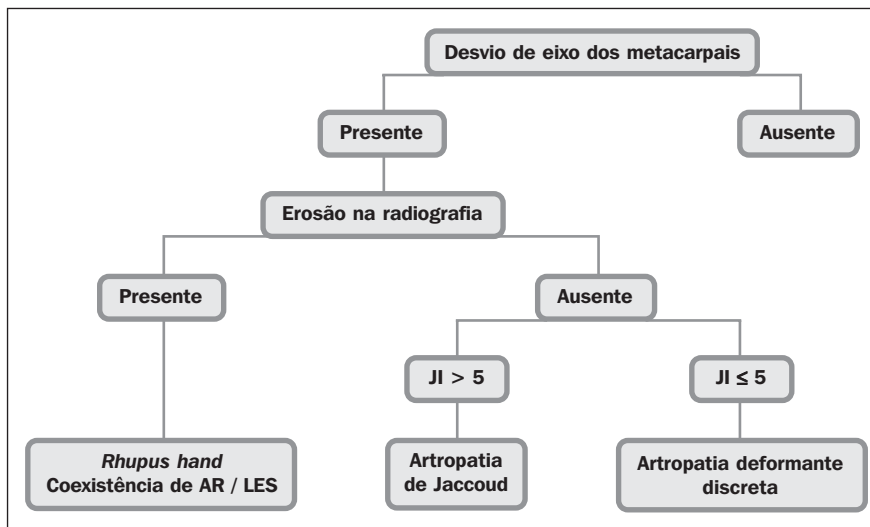 Desvio de eixo dos metacarpais
Presente
Ausente
Erosão na radiografia
Presente
Ausente
JI > 5
JI ≤ 5
Rhupus hand
Coexistência de AR / LES
Artropatia
de Jaccoud
Artropatia deformante
discreta